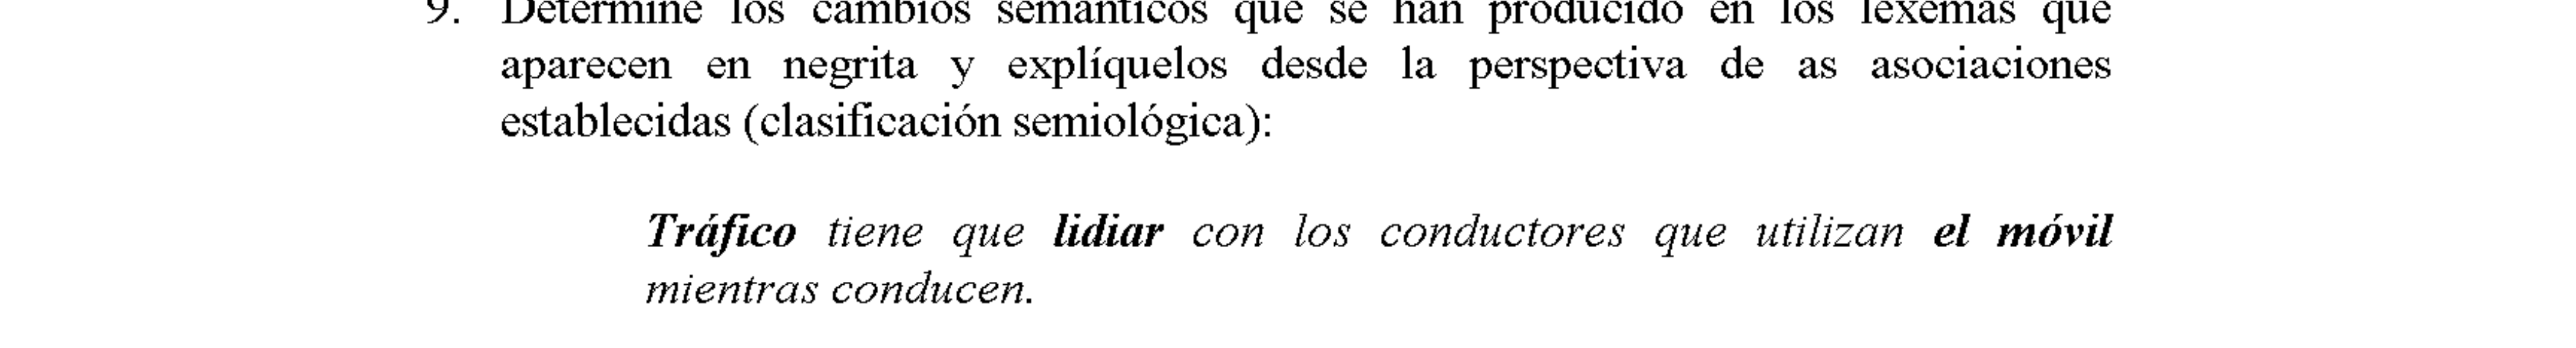 9. Determine los cambios semánticos que se han producido en los lexemas que
aparecen en negrita y explíquelos desde la perspectiva de as asociaciones
establecidas (clasificación semiológica):
Tráfico tiene que lidiar con los conductores que utilizan el móvil
mientras conducen.